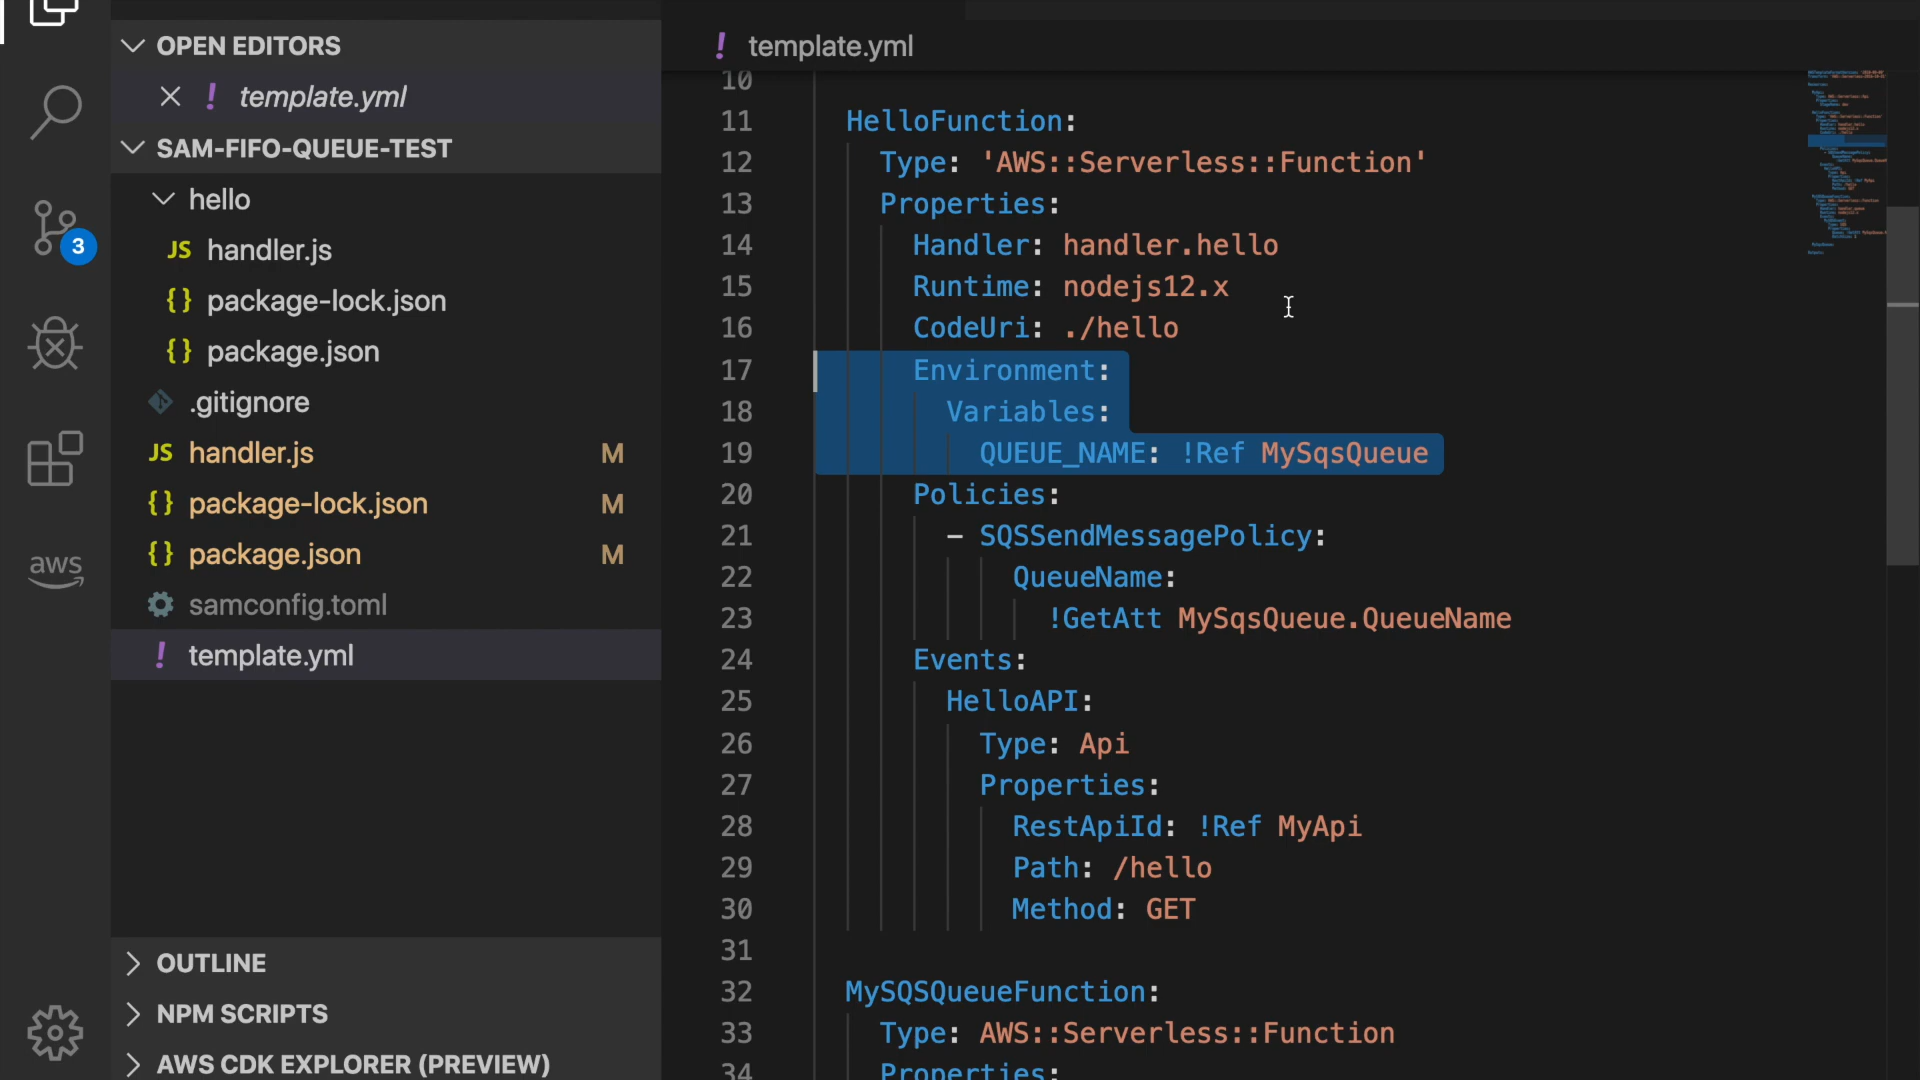 OPEN EDITORS
template.yml
SAM-FIFO-QUEUE-TEST
hello
JS handler.js
{} package-lock.json
{} package.json
.gitignore
JS handler.js M
{} package-lock.json M
{} package.json M
samconfig.toml
! template.yml
OUTLINE
NPM SCRIPTS
AWS CDK EXPLORER (PREVIEW)
3
aws
! template.yml
10
11 HelloFunction:
12 Type: 'AWS::Serverless::Function'
13 Properties:
14 Handler: handler.hello
15 Runtime: nodejs12.x
16 CodeUri: ./hello
17 Environment:
18 Variables:
19 QUEUE_NAME: !Ref MySqsQueue
20 Policies:
21 - SQSSendMessagePolicy:
22 QueueName:
23 !GetAtt MySqsQueue.QueueName
24 Events:
25 HelloAPI:
26 Type: Api
27 Properties:
28 RestApiId: !Ref MyApi
29 Path: /hello
30 Method: GET
31
32 MySQSQueueFunction:
33 Type: AWS::Serverless::Function
34 Properties: